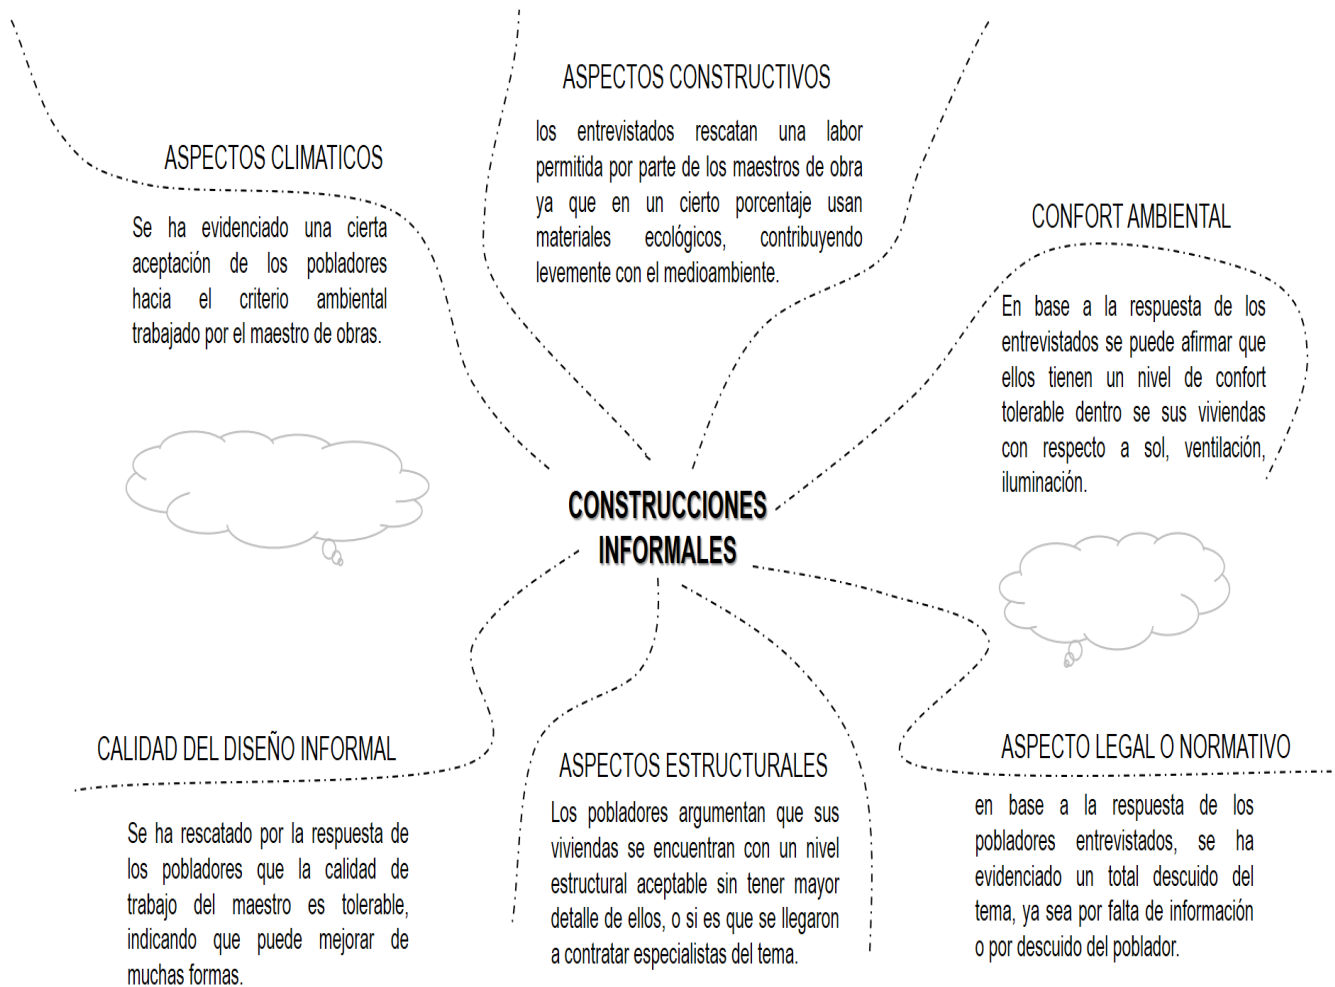 ASPECTOS CONSTRUCTIVOS
los entrevistados rescatan una labor
permitida por parte de los maestros de obra
ya que en un cierto porcentaje usan
materiales ecológicos, contribuyendo
levemente con el medioambiente.
ASPECTOS CLIMATICOS
Se ha evidenciado una cierta
aceptación de los pobladores
hacia el criterio ambiental
trabajado por el maestro de obras.
CONFORT AMBIENTAL
En base a la respuesta de los
entrevistados se puede afirmar que
ellos tienen un nivel de confort
tolerable dentro se sus viviendas
con respecto a sol, ventilación,
iluminación.
CONSTRUCCIONES
INFORMALES
CALIDAD DEL DISEÑO INFORMAL
Se ha rescatado por la respuesta de
los pobladores que la calidad de
trabajo del maestro es tolerable,
indicando que puede mejorar de
muchas formas.
ASPECTOS ESTRUCTURALES
Los pobladores argumentan que sus
viviendas se encuentran con un nivel
estructural aceptable sin tener mayor
detalle de ellos, o si es que se llegaron
a contratar especialistas del tema.
ASPECTO LEGAL O NORMATIVO
en base a la respuesta de los
pobladores entrevistados, se ha
evidenciado un total descuido del
tema, ya sea por falta de información
o por descuido del poblador.